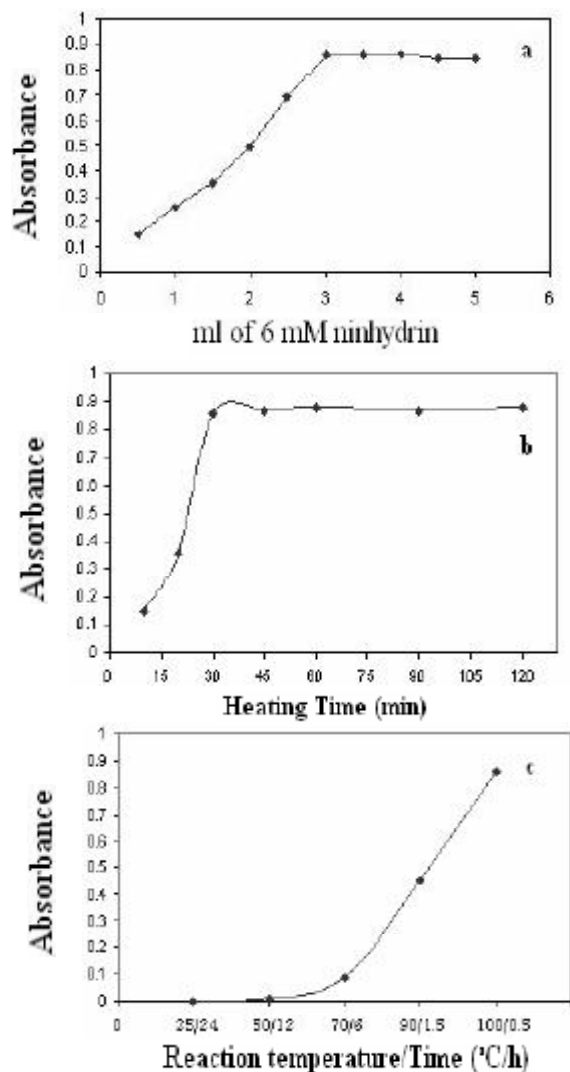 1
0.9
a
0.8
0.7
0.6
0.5
0.4
0.3
0.2
0.1
0
Absorbance
0 1 2 3 4 5 6
ml of 6 mM ninhydrin
1
0.9
0.8
b
0.7
0.6
0.5
0.4
0.3
0.2
0.1
0
Absorbance
0 15 30 45 60 75 90 105 120
Heating Time (min)
1
0.9
c
0.8
0.7
0.6
0.5
0.4
0.3
0.2
0.1
0
Absorbance
0 25/24 50/12 70/6 90/1.5 100/0.5
Reaction temperature/Time (°C/h)